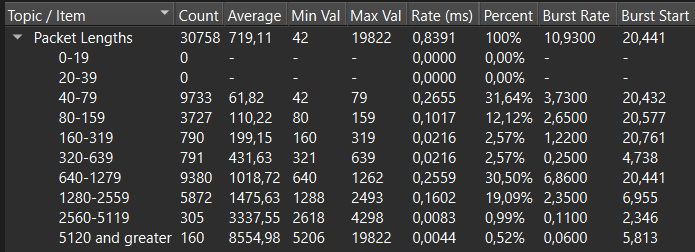 Topic / Item Count Average Min Val Max Val Rate (ms) Percent Burst Rate Burst Start
Packet Lengths 30758 719,11 42 19822 0,8391 100% 10,9300 20,441
0-19 0 - - - 0,0000 0,00% - -
20-39 0 - - - 0,0000 0,00% - -
40-79 9733 61,82 42 79 0,2655 31,64% 3,7300 20,432
80-159 3727 110,22 80 159 0,1017 12,12% 2,6500 20,577
160-319 790 199,15 160 319 0,0216 2,57% 1,2200 20,761
320-639 791 431,63 321 639 0,0216 2,57% 0,2500 4,738
640-1279 9380 1018,72 640 1262 0,2559 30,50% 6,8600 20,441
1280-2559 5872 1475,63 1288 2493 0,1602 19,09% 2,3500 6,955
2560-5119 305 3337,55 2618 4298 0,0083 0,99% 0,1100 2,346
5120 and greater 160 8554,98 5206 19822 0,0044 0,52% 0,0600 5,813